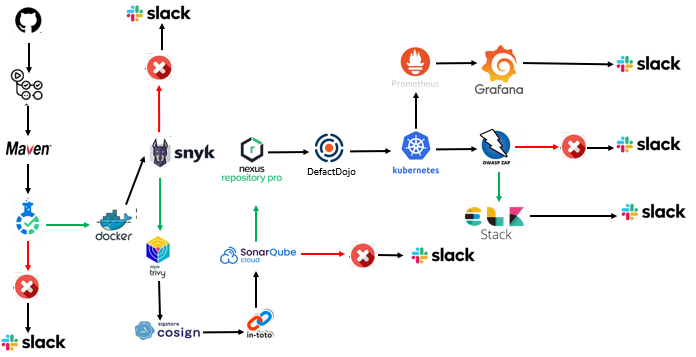 slack
slack
Prometheus
Grafana
Maven
snyk
nexus
repository pro
DefactDojo
kubernetes
OWASP ZAP
slack
docker
Stack
slack
aqua
trivy
SonarQube
cloud
slack
sigstore
cosign
in-toto
slack